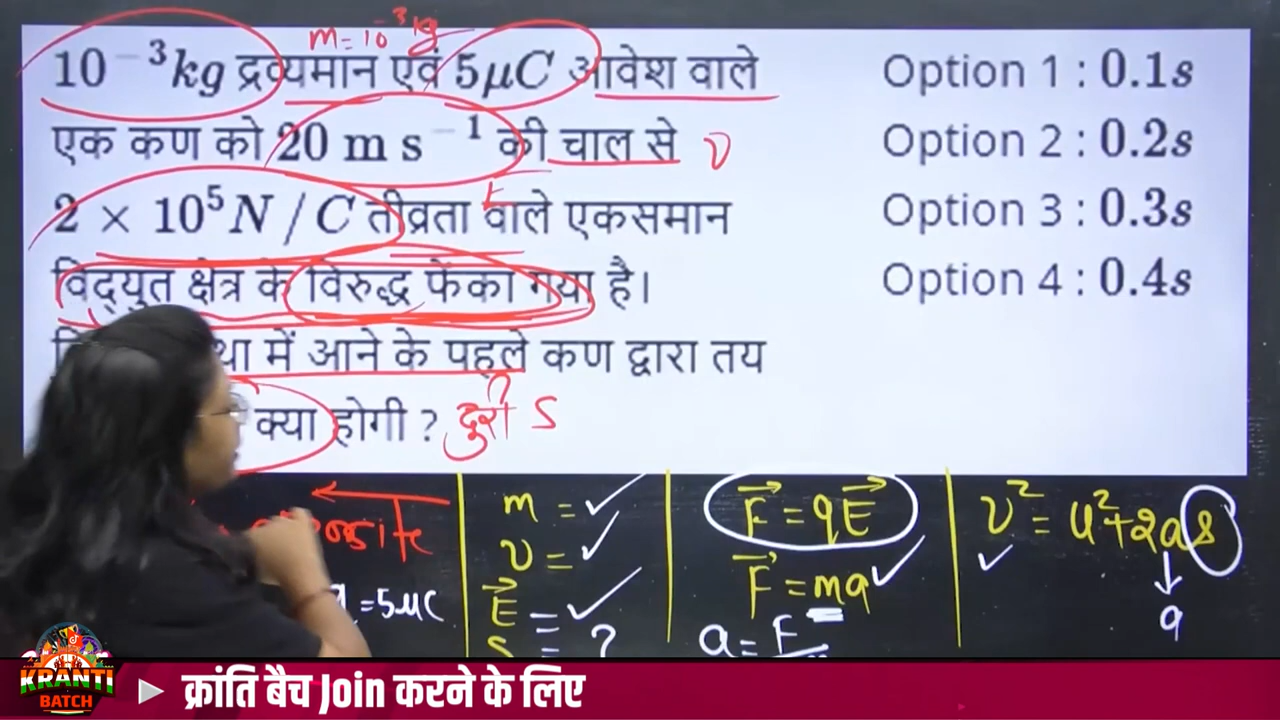 m=10⁻³kg
10⁻³kg द्रव्यमान एवं 5μC आवेश वाले
एक कण को 20 m s⁻¹ की चाल से v
2 × 10⁵N/C तीव्रता वाले एकसमान
विद्युत क्षेत्र के विरुद्ध फेंका गया है।
में आने के पहले कण द्वारा तय
क्या होगी ? दुरी S
Option 1 : 0.1s
Option 2 : 0.2s
Option 3 : 0.3s
Option 4 : 0.4s
=5μC
m = ✓
v = ✓
E⃗ = ✓
S = ?
F⃗ = qE⃗
F⃗ = ma ✓
a = F
v² = u² + 2as
✓
a
KRANTI
BATCH
क्रांति बैच Join करने के लिए